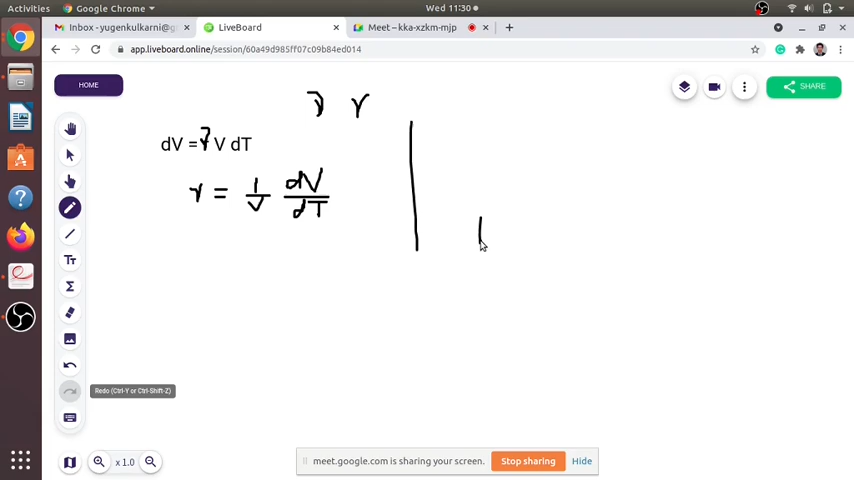 Activities
Google Chrome
Wed 11:30
Inbox - yugenkulkarni@g
LiveBoard
Meet – kka-xzkm-mjp
app.liveboard.online/session/60a49d985ff07c09b84ed014
HOME
SHARE
γ γ
dV = γ V dT
γ = 1/V dV/dT
Tт
Σ
Redo (Ctrl-Y or Ctrl-Shift-Z)
x 1.0
meet.google.com is sharing your screen.
Stop sharing
Hide